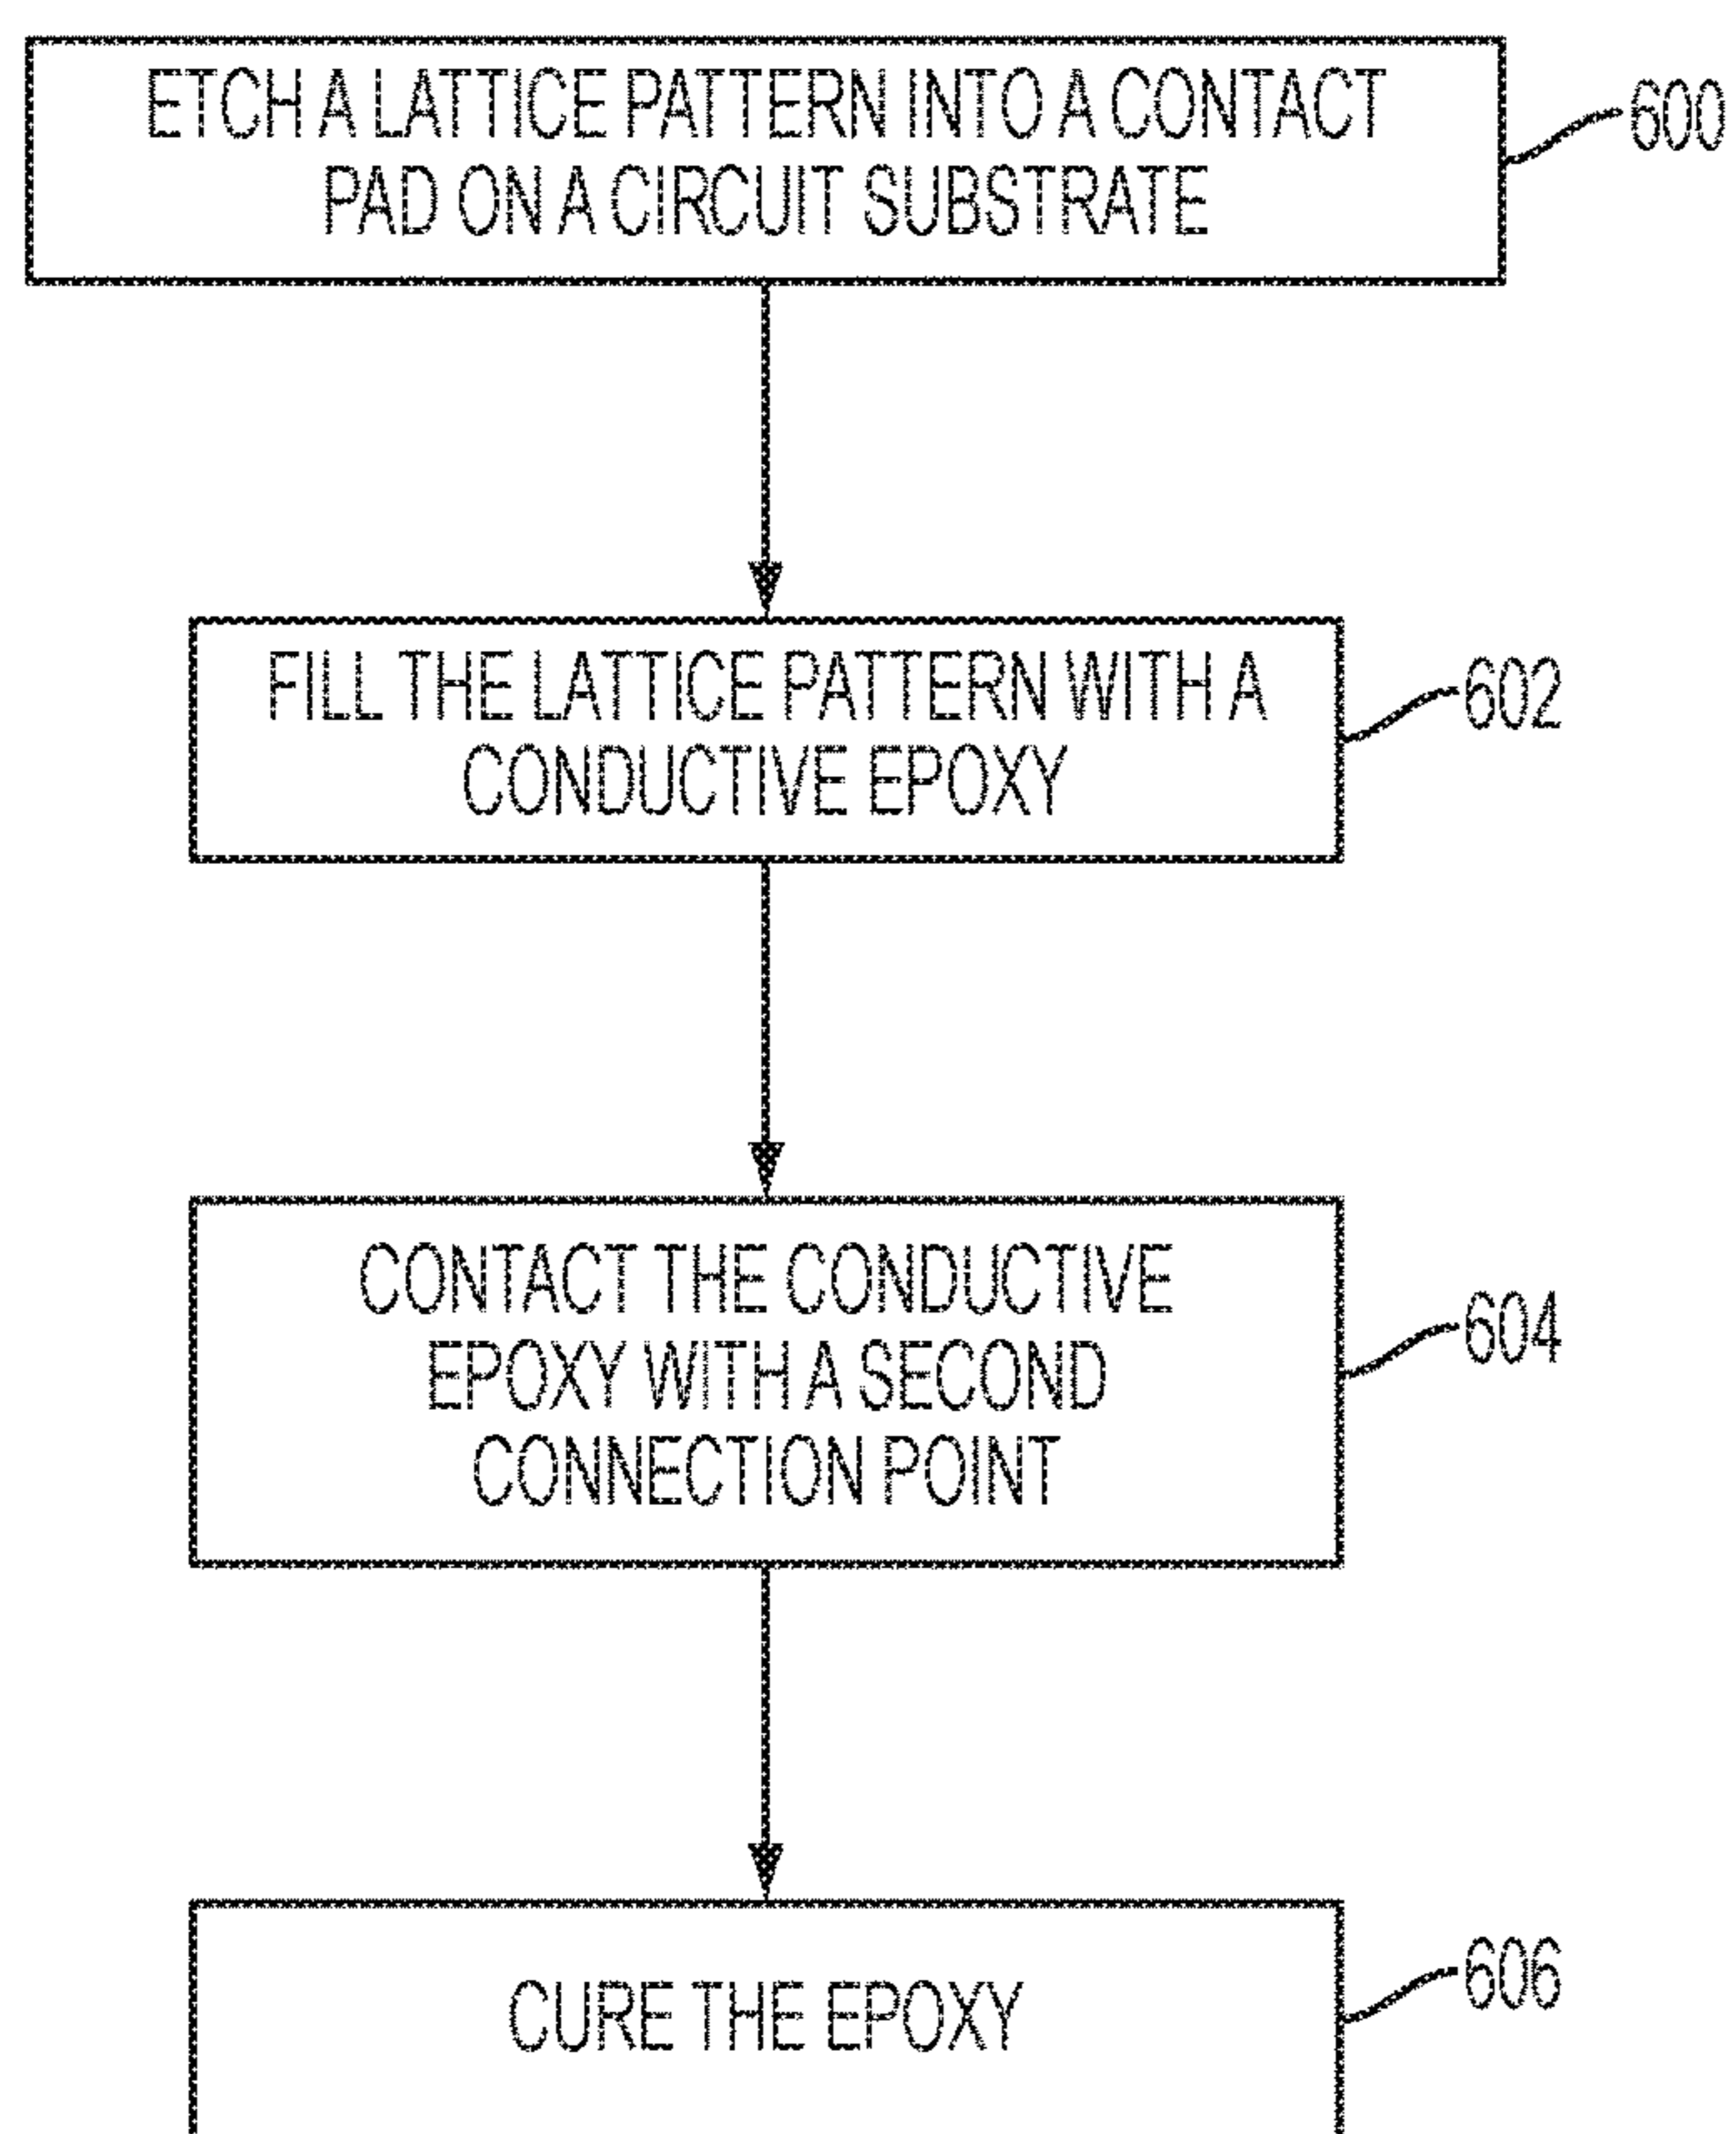 ETCH A LATTICE PATTERN INTO A CONTACT
PAD ON A CIRCUIT SUBSTRATE
600
FILL THE LATTICE PATTERN WITH A
CONDUCTIVE EPOXY
602
CONTACT THE CONDUCTIVE
EPOXY WITH A SECOND
CONNECTION POINT
604
CURE THE EPOXY
606